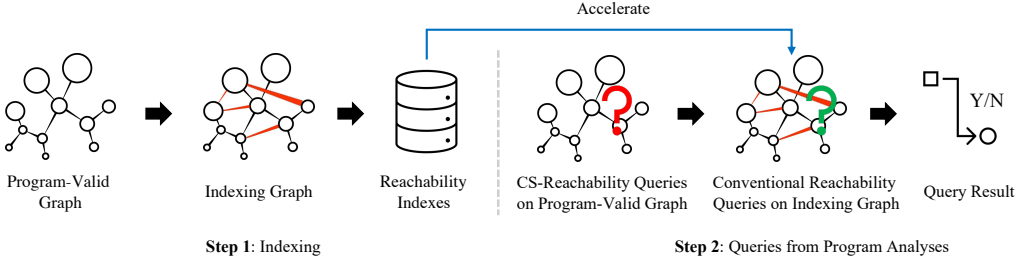 Accelerate
Y/N
Program-Valid
Graph
Indexing Graph
Reachability
Indexes
CS-Reachability Queries
on Program-Valid Graph
Conventional Reachability
Queries on Indexing Graph
Query Result
Step 1: Indexing
Step 2: Queries from Program Analyses